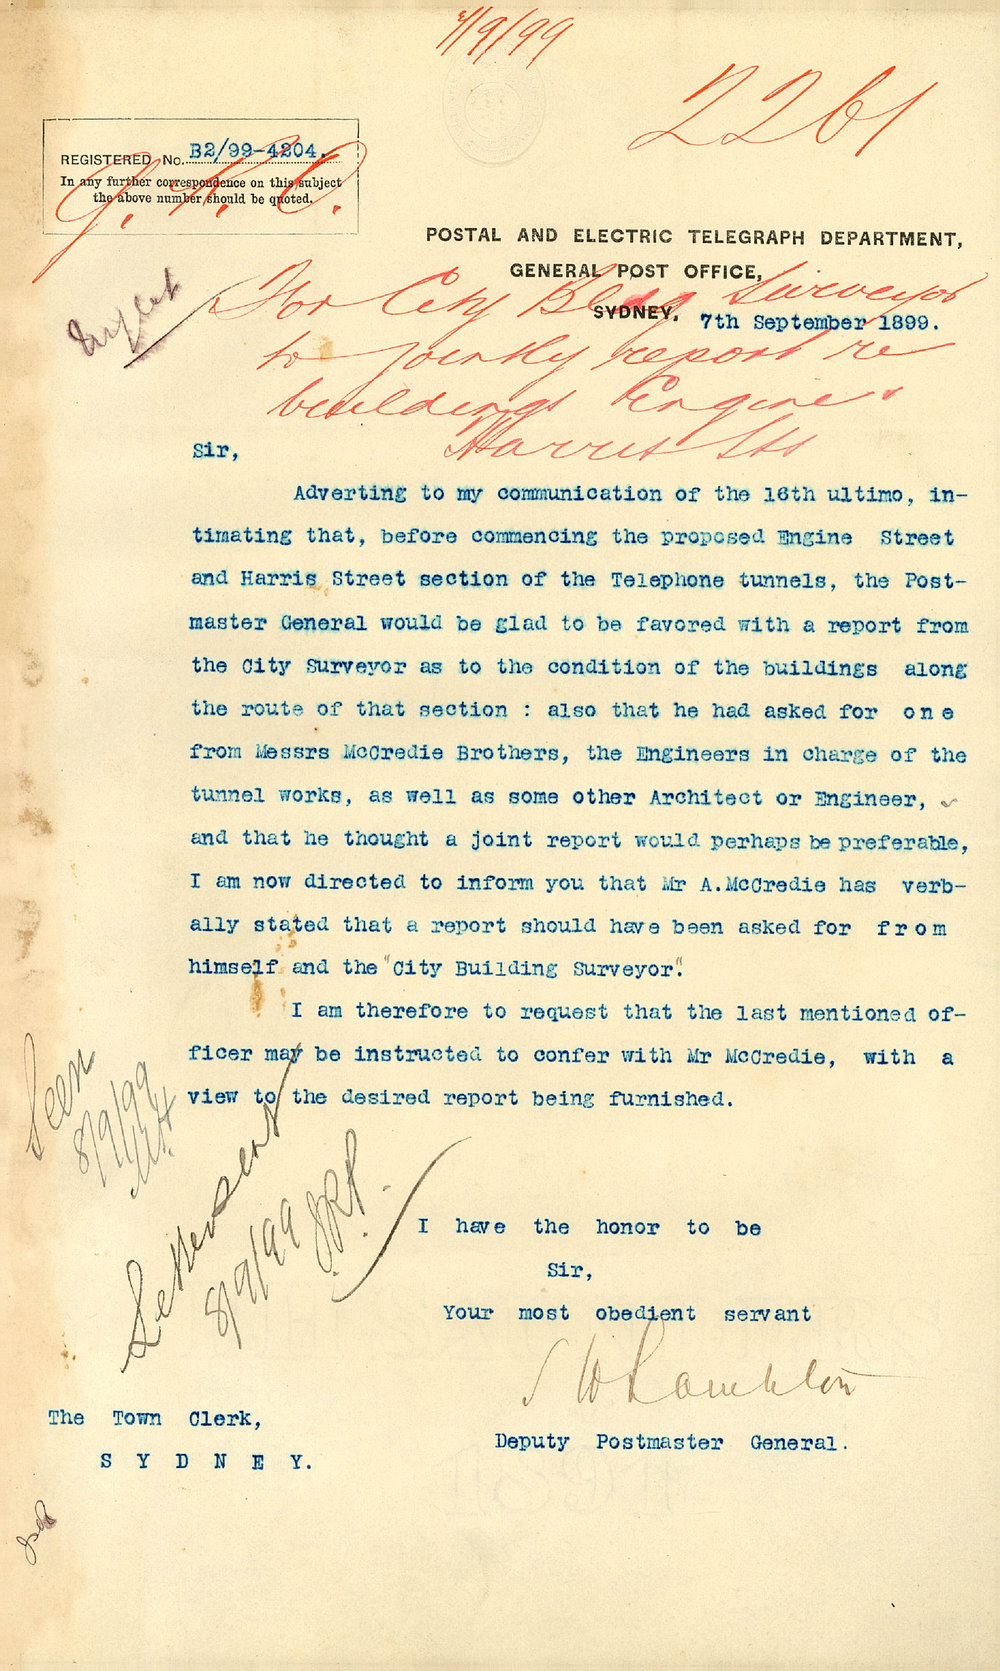 /9/99
2261
REGISTERED No. B2/99-4204.
In any further correspondence on this subject
the above number should be quoted.
G. P. O.
POSTAL AND ELECTRIC TELEGRAPH DEPARTMENT,
GENERAL POST OFFICE,
SYDNEY, 7th September 1899.
For City Bldg Surveyor
to jointly report re
buildings Engine &
Harris Sts
Sir,
Adverting to my communication of the 16th ultimo, in-
timating that, before commencing the proposed Engine Street
and Harris Street section of the Telephone tunnels, the Post-
master General would be glad to be favored with a report from
the City Surveyor as to the condition of the buildings along
the route of that section : also that he had asked for one
from Messrs McCredie Brothers, the Engineers in charge of the
tunnel works, as well as some other Architect or Engineer,
and that he thought a joint report would perhaps be preferable,
I am now directed to inform you that Mr A.McCredie has verb-
ally stated that a report should have been asked for from
himself and the "City Building Surveyor".
I am therefore to request that the last mentioned of-
ficer may be instructed to confer with Mr McCredie, with a
view to the desired report being furnished.
Seen
8/9/99
Letter sent
8/9/99
I have the honor to be
Sir,
Your most obedient servant
S W Lambton
Deputy Postmaster General.
The Town Clerk,
SYDNEY.